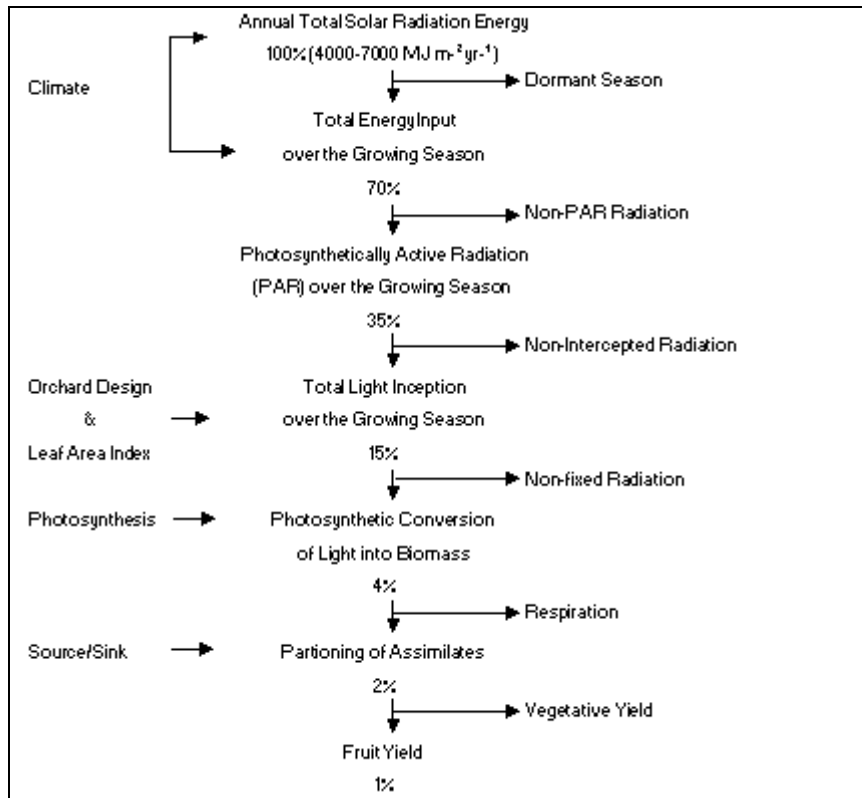 Annual Total Solar Radiation Energy
100% (4000-7000 MJ m-²yr-¹)
Climate
Dormant Season
Total Energy Input
over the Growing Season
70%
Non-PAR Radiation
Photosynthetically Active Radiation
(PAR) over the Growing Season
35%
Non-Intercepted Radiation
Orchard Design
Total Light Inception
&
over the Growing Season
Leaf Area Index
15%
Non-fixed Radiation
Photosynthesis
Photosynthetic Conversion
of Light into Biomass
4%
Respiration
Source/Sink
Partioning of Assimilates
2%
Vegetative Yield
Fruit Yield
1%